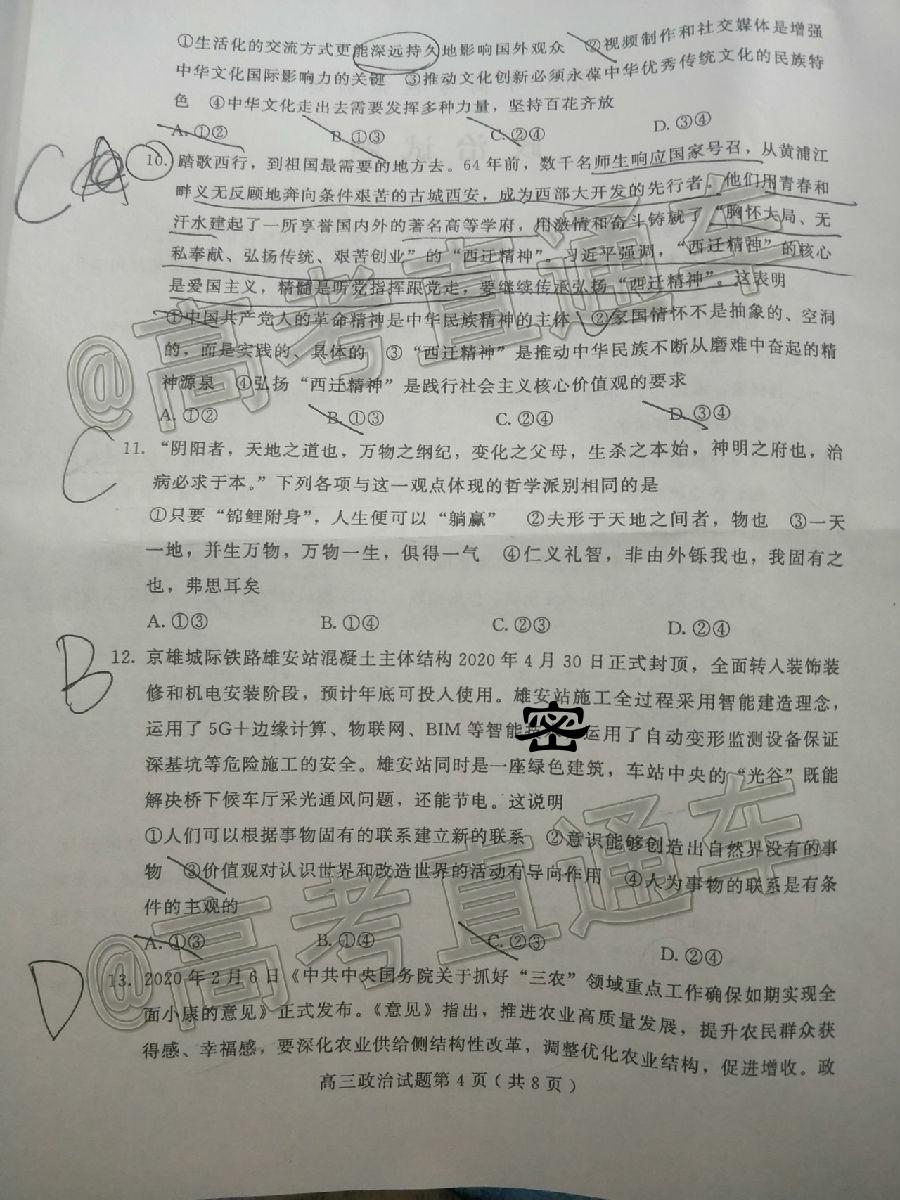 ①生活化的交流方式更能深远持久地影响国外观众 ②视频制作和社交媒体是增强
中华文化国际影响力的关键 ③推动文化创新必须永葆中华优秀传统文化的民族特
色 ④中华文化走出去需要发挥多种力量，坚持百花齐放
A. ①② B. ①③ C. ②④ D. ③④
C
10. 踏歌西行，到祖国最需要的地方去。64年前，数千名师生响应国家号召，从黄浦江
畔义无反顾地奔向条件艰苦的古城西安，成为西部大开发的先行者。他们用青春和
汗水建起了一所享誉国内外的著名高等学府，用激情和奋斗铸就了“胸怀大局、无
私奉献、弘扬传统、艰苦创业”的“西迁精神”。习近平强调，“西迁精神”的核心
是爱国主义，精髓是听党指挥跟党走，要继续传承弘扬“西迁精神”。这表明
①中国共产党人的革命精神是中华民族精神的主体 ②家国情怀不是抽象的、空洞
的，而是实践的、具体的 ③“西迁精神”是推动中华民族不断从磨难中奋起的精
神源泉 ④弘扬“西迁精神”是践行社会主义核心价值观的要求
A. ①② B. ①③ C. ②④ D. ③④
C
11. “阴阳者，天地之道也，万物之纲纪，变化之父母，生杀之本始，神明之府也，治
病必求于本。”下列各项与这一观点体现的哲学派别相同的是
①只要“锦鲤附身”，人生便可以“躺赢” ②夫形于天地之间者，物也 ③一天
一地，并生万物，万物一生，俱得一气 ④仁义礼智，非由外铄我也，我固有之
也，弗思耳矣
A. ①③ B. ①④ C. ②③ D. ②④
B
12. 京雄城际铁路雄安站混凝土主体结构2020年4月30日正式封顶，全面转入装饰装
修和机电安装阶段，预计年底可投入使用。雄安站施工全过程采用智能建造理念，
运用了5G+边缘计算、物联网、BIM等智能 密 运用了自动变形监测设备保证
深基坑等危险施工的安全。雄安站同时是一座绿色建筑，车站中央的“光谷”既能
解决桥下候车厅采光通风问题，还能节电。这说明
①人们可以根据事物固有的联系建立新的联系 ②意识能够创造出自然界没有的事
物 ③价值观对认识世界和改造世界的活动有导向作用 ④人为事物的联系是有条
件的主观的
A. ①③ B. ①④ C. ②③ D. ②④
D
13. 2020年2月6日《中共中央国务院关于抓好“三农”领域重点工作确保如期实现全
面小康的意见》正式发布。《意见》指出，推进农业高质量发展，提升农民群众获
得感、幸福感，要深化农业供给侧结构性改革，调整优化农业结构，促进增收。政
高三政治试题第4页（共8页）
@高考直通车
@高考直通车